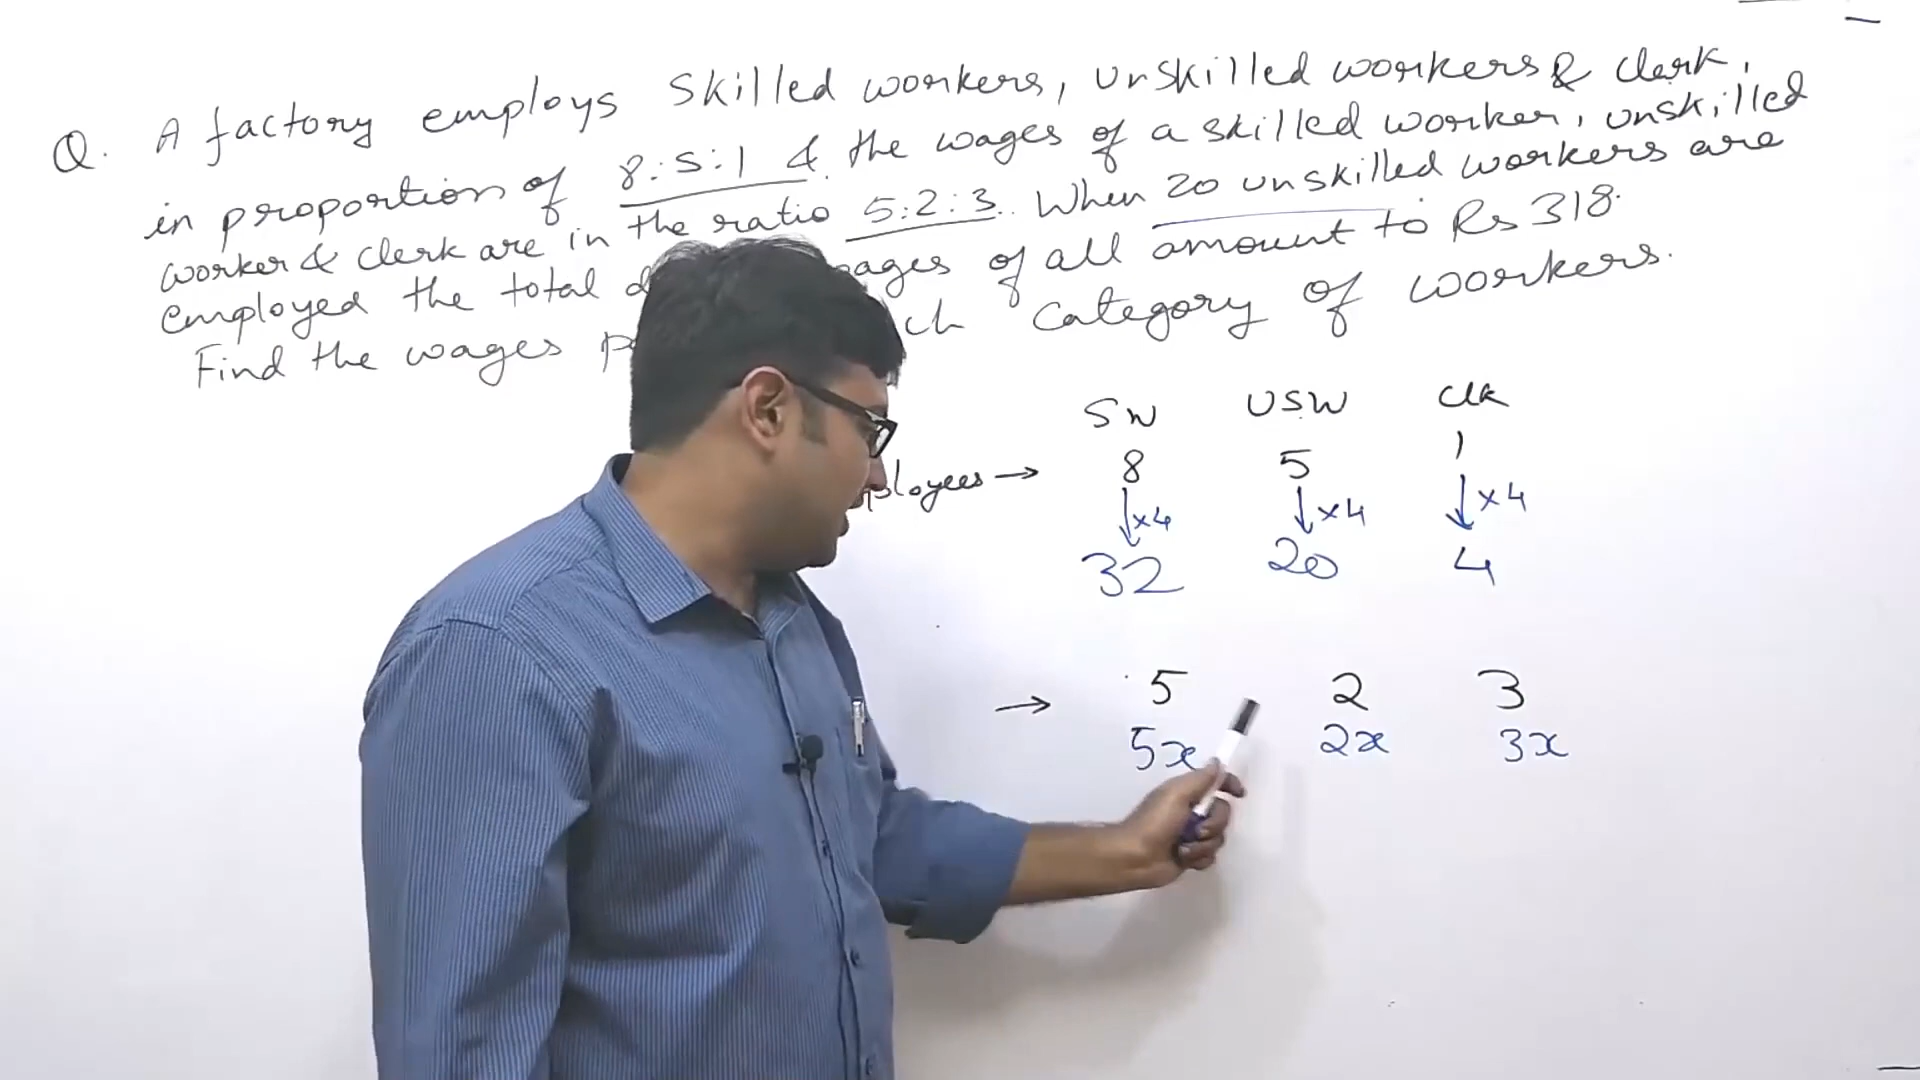 Q. A factory employs Skilled workers, unskilled workers & clerk,
in proportion of 8:5:1 & the wages of a skilled worker, unskilled
worker & clerk are in the ratio 5:2:3. When 20 unskilled workers are
employed the total of all amount to Rs 318.
Find the wages category of workers.
SW USW Clk
→ 8 5 1
↓×4 ↓×4 ↓×4
32 20 4
→ 5 2 3
5x 2x 3x